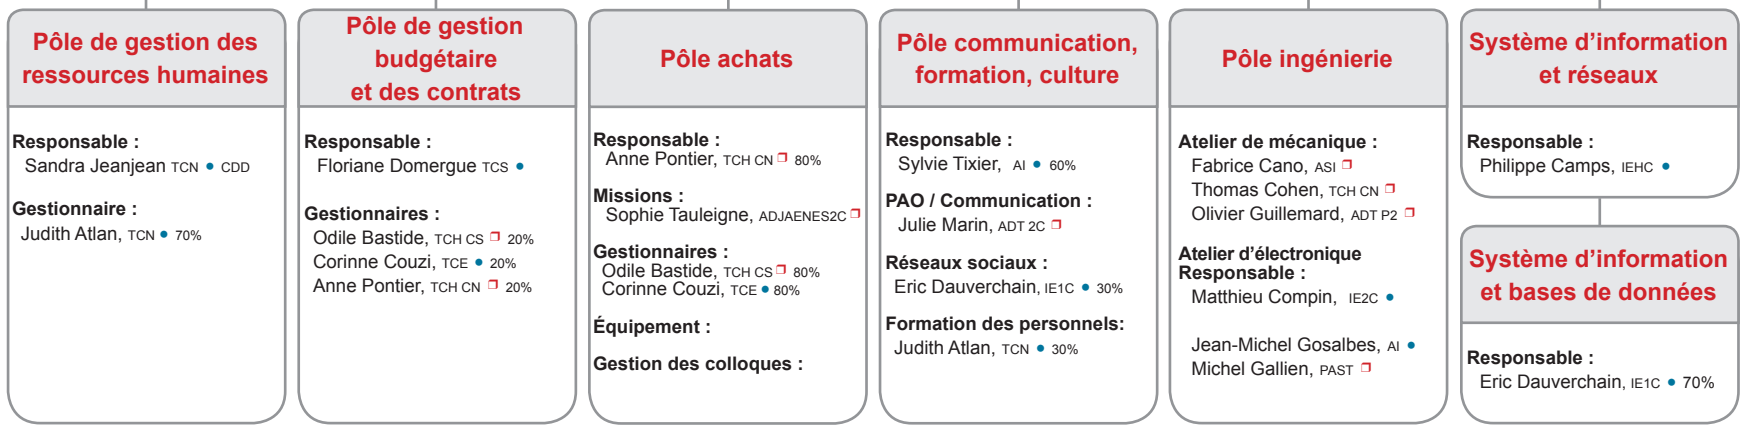 Pôle de gestion des
ressources humaines
Responsable :
Sandra Jeanjean TCN ● CDD
Gestionnaire :
Judith Atlan, TCN ● 70%
Pôle de gestion
budgétaire
et des contrats
Responsable :
Floriane Domergue TCS ●
Gestionnaires :
Odile Bastide, TCH CS ❐ 20%
Corinne Couzi, TCE ● 20%
Anne Pontier, TCH CN ❐ 20%
Pôle achats
Responsable :
Anne Pontier, TCH CN ❐ 80%
Missions :
Sophie Tauleigne, ADJAENES2C ❐
Gestionnaires :
Odile Bastide, TCH CS ❐ 80%
Corinne Couzi, TCE ● 80%
Équipement :
Gestion des colloques :
Pôle communication,
formation, culture
Responsable :
Sylvie Tixier, AI ● 60%
PAO / Communication :
Julie Marin, ADT 2C ❐
Réseaux sociaux :
Eric Dauverchain, IE1C ● 30%
Formation des personnels:
Judith Atlan, TCN ● 30%
Pôle ingénierie
Atelier de mécanique :
Fabrice Cano, ASI ❐
Thomas Cohen, TCH CN ❐
Olivier Guillemard, ADT P2 ❐
Atelier d’électronique
Responsable :
Matthieu Compin, IE2C ●
Jean-Michel Gosalbes, AI ●
Michel Gallien, PAST ❐
Système d’information
et réseaux
Responsable :
Philippe Camps, IEHC ●
Système d’information
et bases de données
Responsable :
Eric Dauverchain, IE1C ● 70%